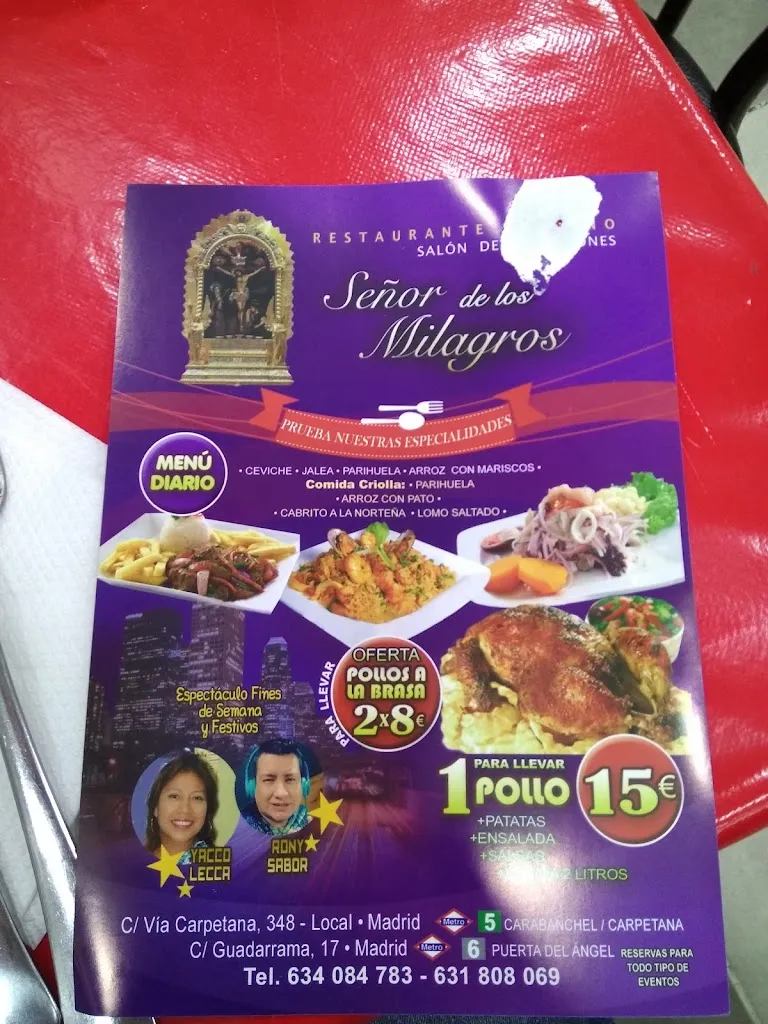 RESTAURANTE
SALÓN DE
Señor de los
Milagros
PRUEBA NUESTRAS ESPECIALIDADES
MENÚ
DIARIO
• CEVICHE • JALEA • PARIHUELA • ARROZ CON MARISCOS •
Comida Criolla: • PARIHUELA
• ARROZ CON PATO •
• CABRITO A LA NORTEÑA • LOMO SALTADO •
Espectáculo Fines
de Semana
y Festivos
PARA LLEVAR
OFERTA
POLLOS A
LA BRASA
2x8€
YACCO
LECCA
RONY
SABOR
PARA LLEVAR
1 POLLO
15€
+PATATAS
+ENSALADA
+SALSAS
2 LITROS
C/ Vía Carpetana, 348 - Local • Madrid Metro 5 CARABANCHEL / CARPETANA
C/ Guadarrama, 17 • Madrid Metro 6 PUERTA DEL ÁNGEL
RESERVAS PARA
TODO TIPO DE
EVENTOS
Tel. 634 084 783 - 631 808 069